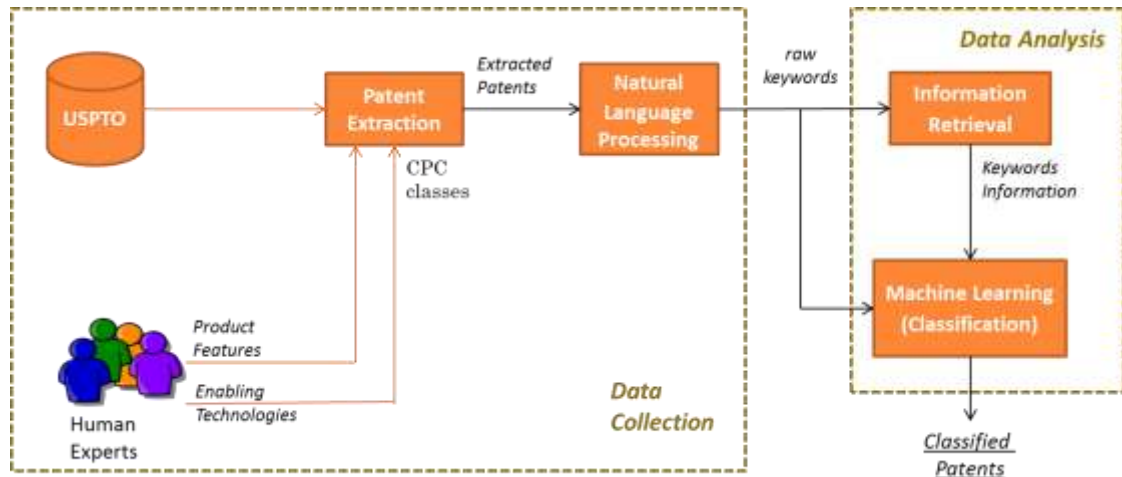 USPTO
Patent
Extraction
Extracted
Patents
Natural
Language
Processing
raw
keywords
Data Analysis
Information
Retrieval
CPC
classes
Keywords
Information
Machine Learning
(Classification)
Product
Features
Enabling
Technologies
Human
Experts
Data
Collection
Classified
Patents